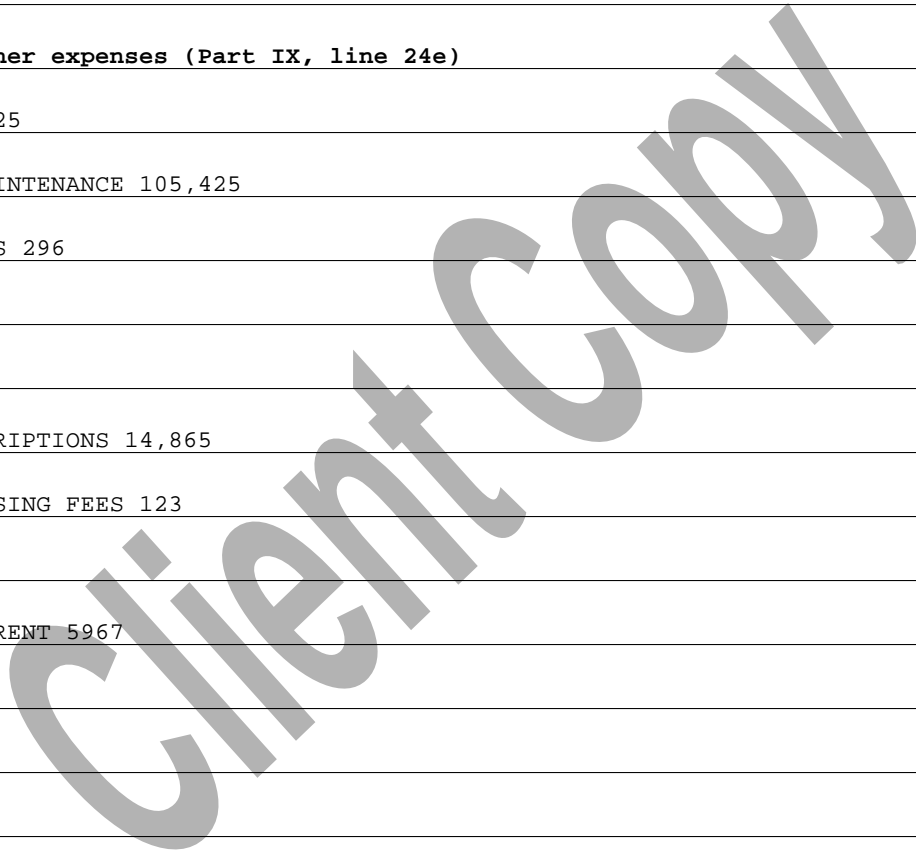 her expenses (Part IX, line 24e)
25
INTENANCE 105,425
S 296
RIPTIONS 14,865
SING FEES 123
RENT 5967
Client Copy